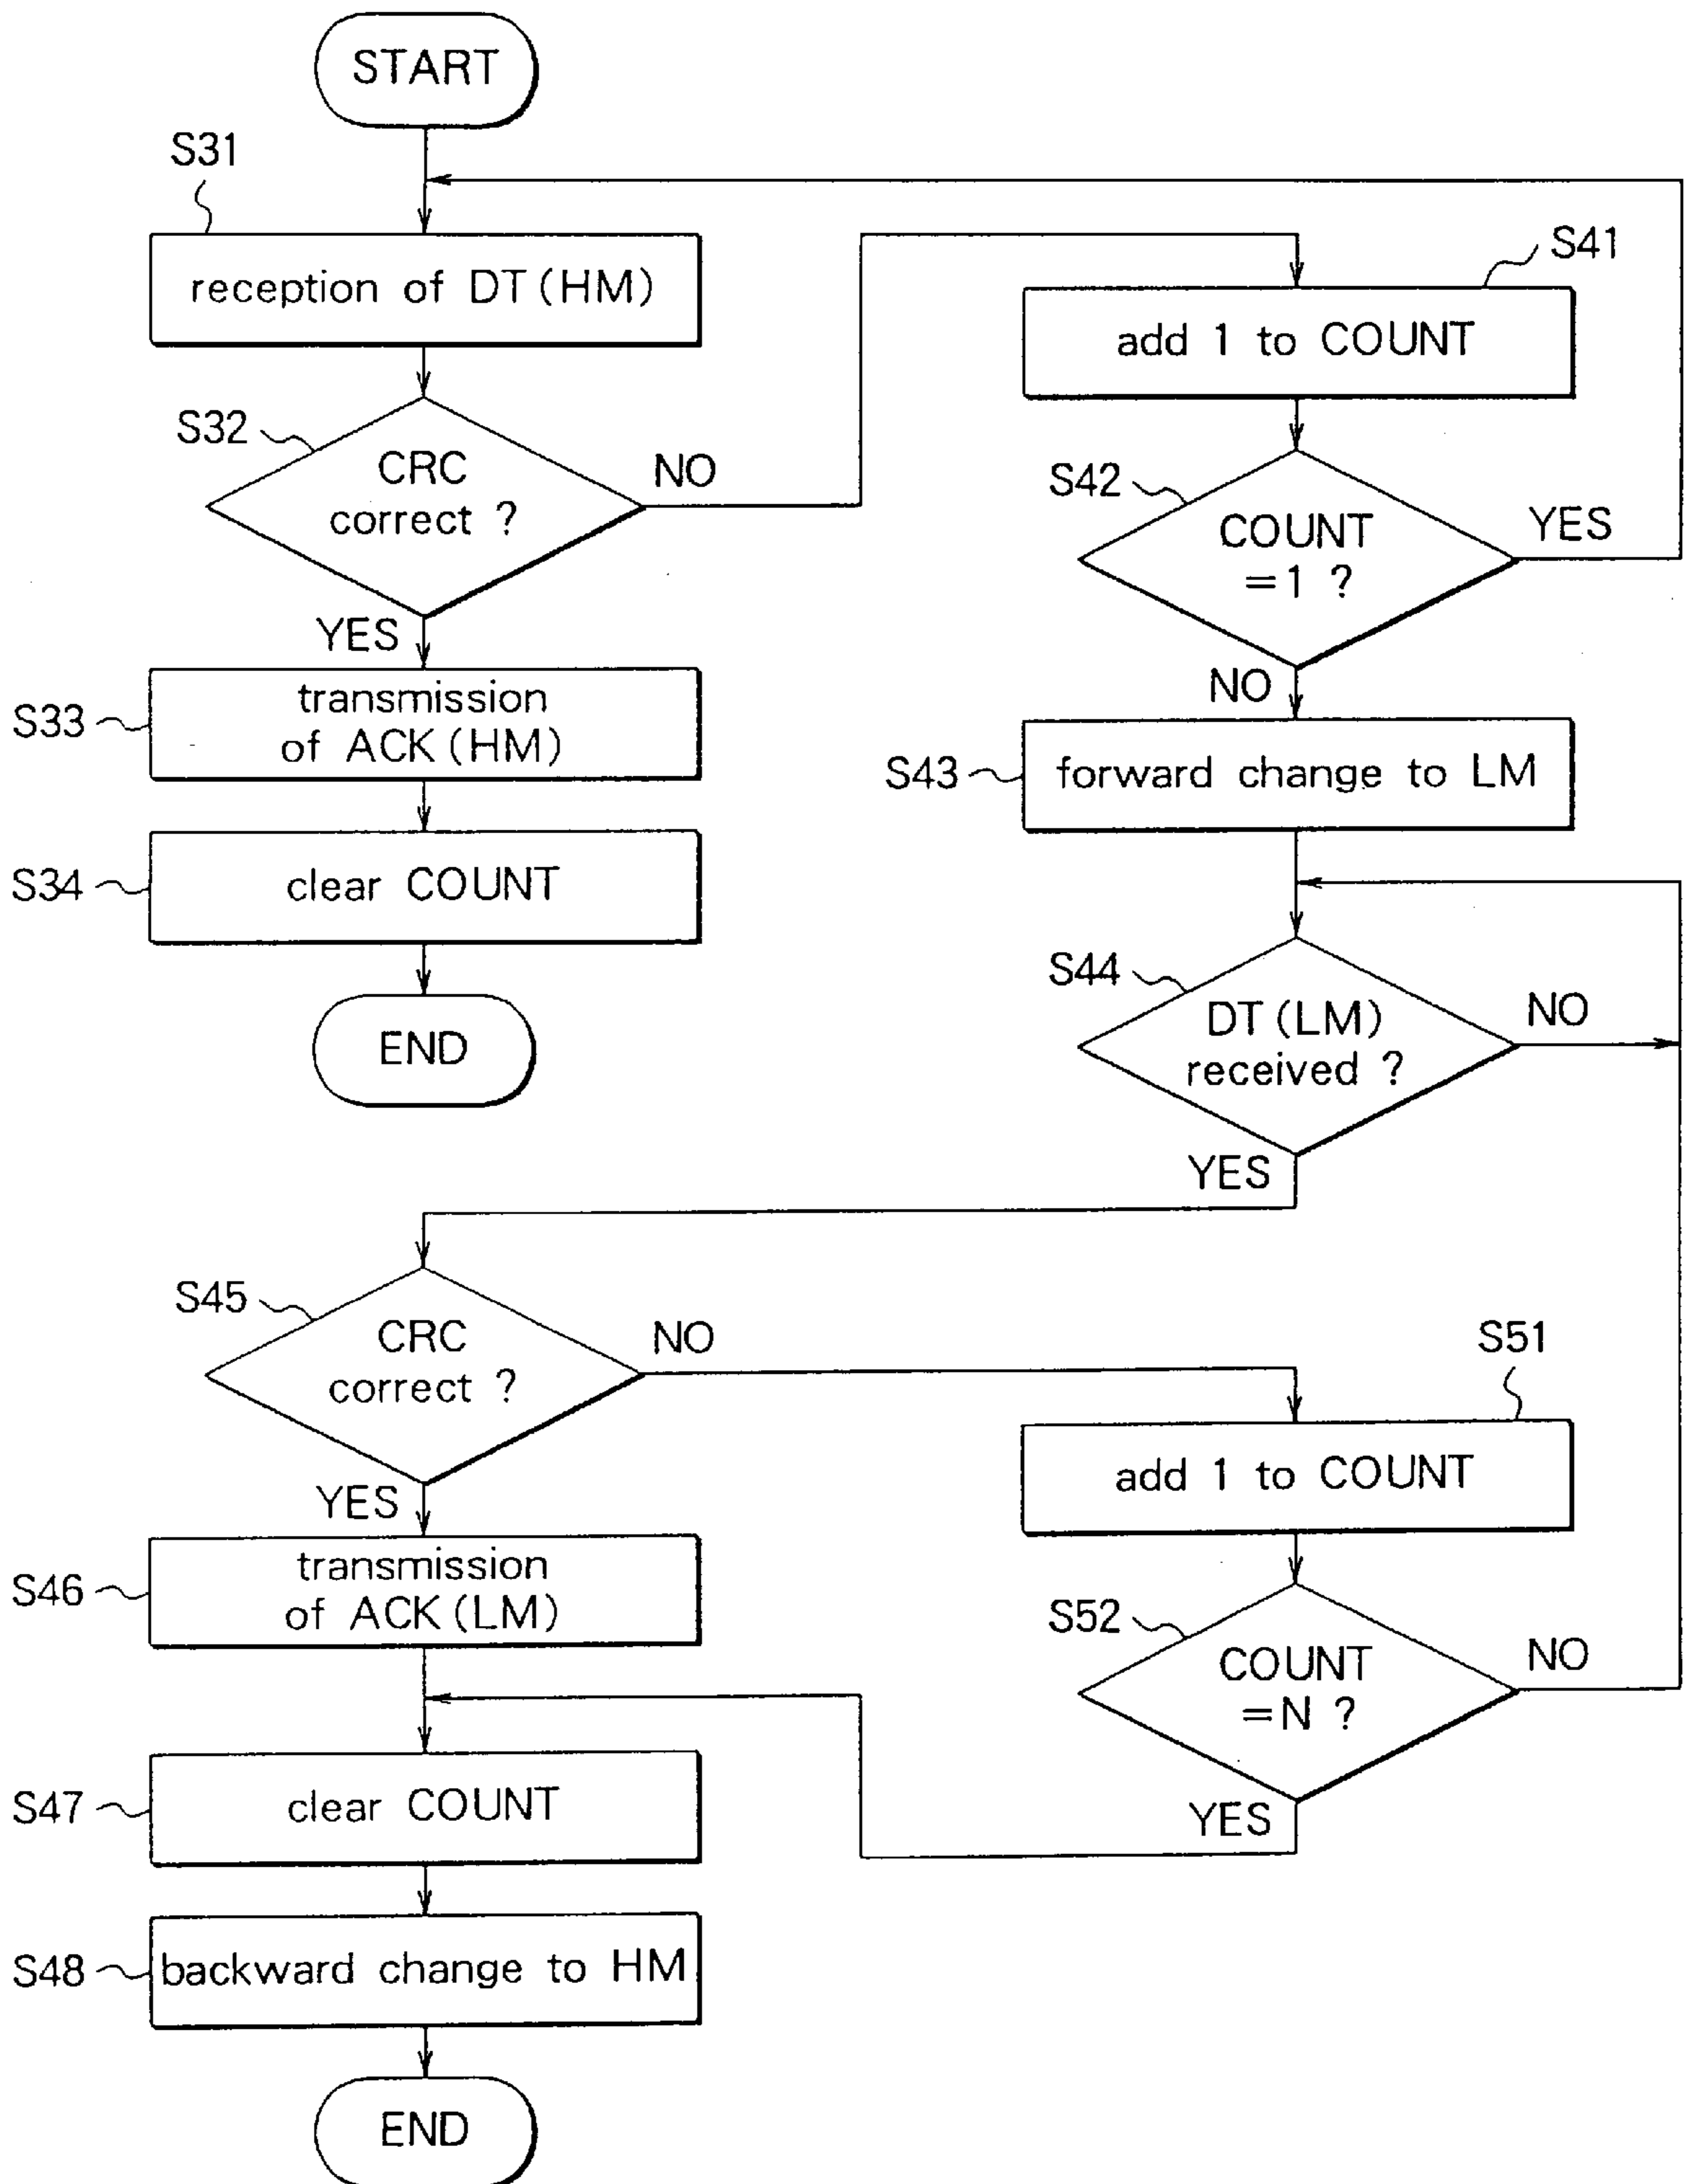 START
S31
reception of DT (HM)
S41
add 1 to COUNT
S32
CRC
correct ?
NO
S42
COUNT
=1 ?
YES
YES
S33
transmission
of ACK (HM)
NO
S43
forward change to LM
S34
clear COUNT
S44
DT (LM)
received ?
NO
END
YES
S45
CRC
correct ?
NO
S51
add 1 to COUNT
YES
S46
transmission
of ACK (LM)
S52
COUNT
=N ?
NO
S47
clear COUNT
YES
S48
backward change to HM
END